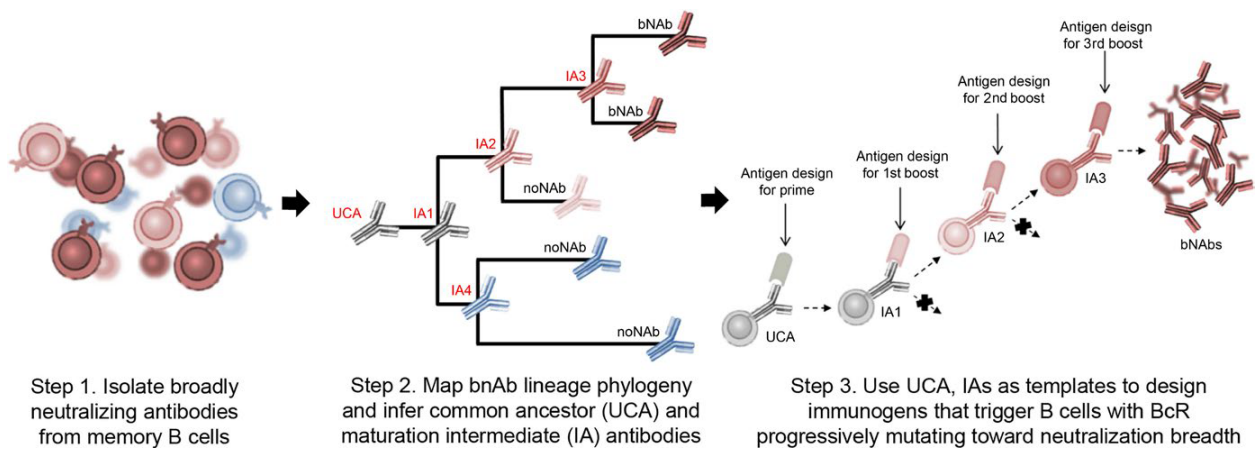 bNAb
IA3
bNAb
IA2
noNAb
UCA
IA1
noNAb
IA4
noNAb
Antigen design
for prime
UCA
Antigen design
for 1st boost
IA1
Antigen design
for 2nd boost
IA2
Antigen deisgn
for 3rd boost
IA3
bNAbs
Step 1. Isolate broadly
neutralizing antibodies
from memory B cells
Step 2. Map bnAb lineage phylogeny
and infer common ancestor (UCA) and
maturation intermediate (IA) antibodies
Step 3. Use UCA, IAs as templates to design
immunogens that trigger B cells with BcR
progressively mutating toward neutralization breadth